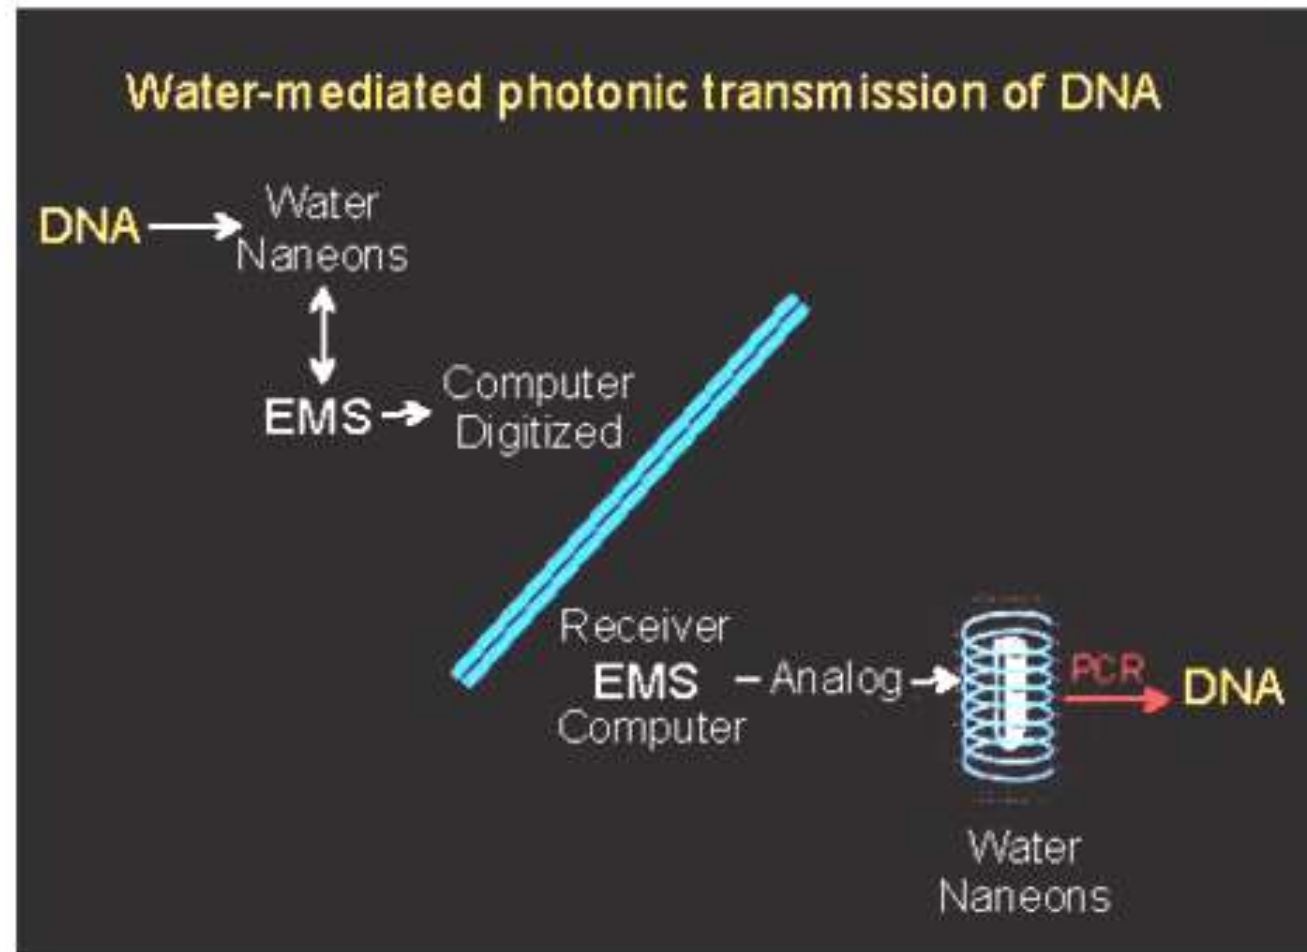 Water-mediated photonic transmission of DNA
DNA
Water
Naneons
EMS
Computer
Digitized
Receiver
EMS
Computer
Analog
PCR
DNA
Water
Naneons